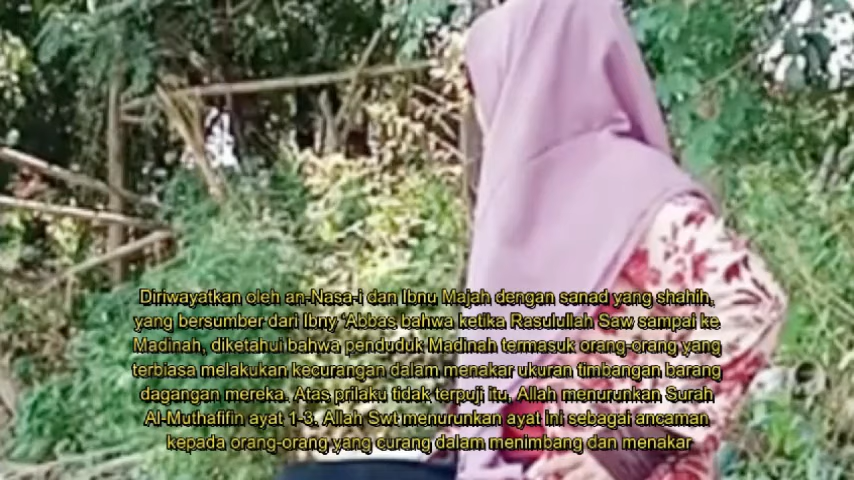 Diriwayatkan oleh an-Nasa-i dan Ibnu Majah dengan sanad yang shahih,
yang bersumber dari Ibny 'Abbas bahwa ketika Rasulullah Saw sampai ke
Madinah, diketahui bahwa penduduk Madinah termasuk orang-orang yang
terbiasa melakukan kecurangan dalam menakar ukuran timbangan barang
dagangan mereka. Atas prilaku tidak terpuji itu, Allah menurunkan Surah
Al-Muthafifin ayat 1-3. Allah Swt menurunkan ayat ini sebagai ancaman
kepada orang-orang yang curang dalam menimbang dan menakar